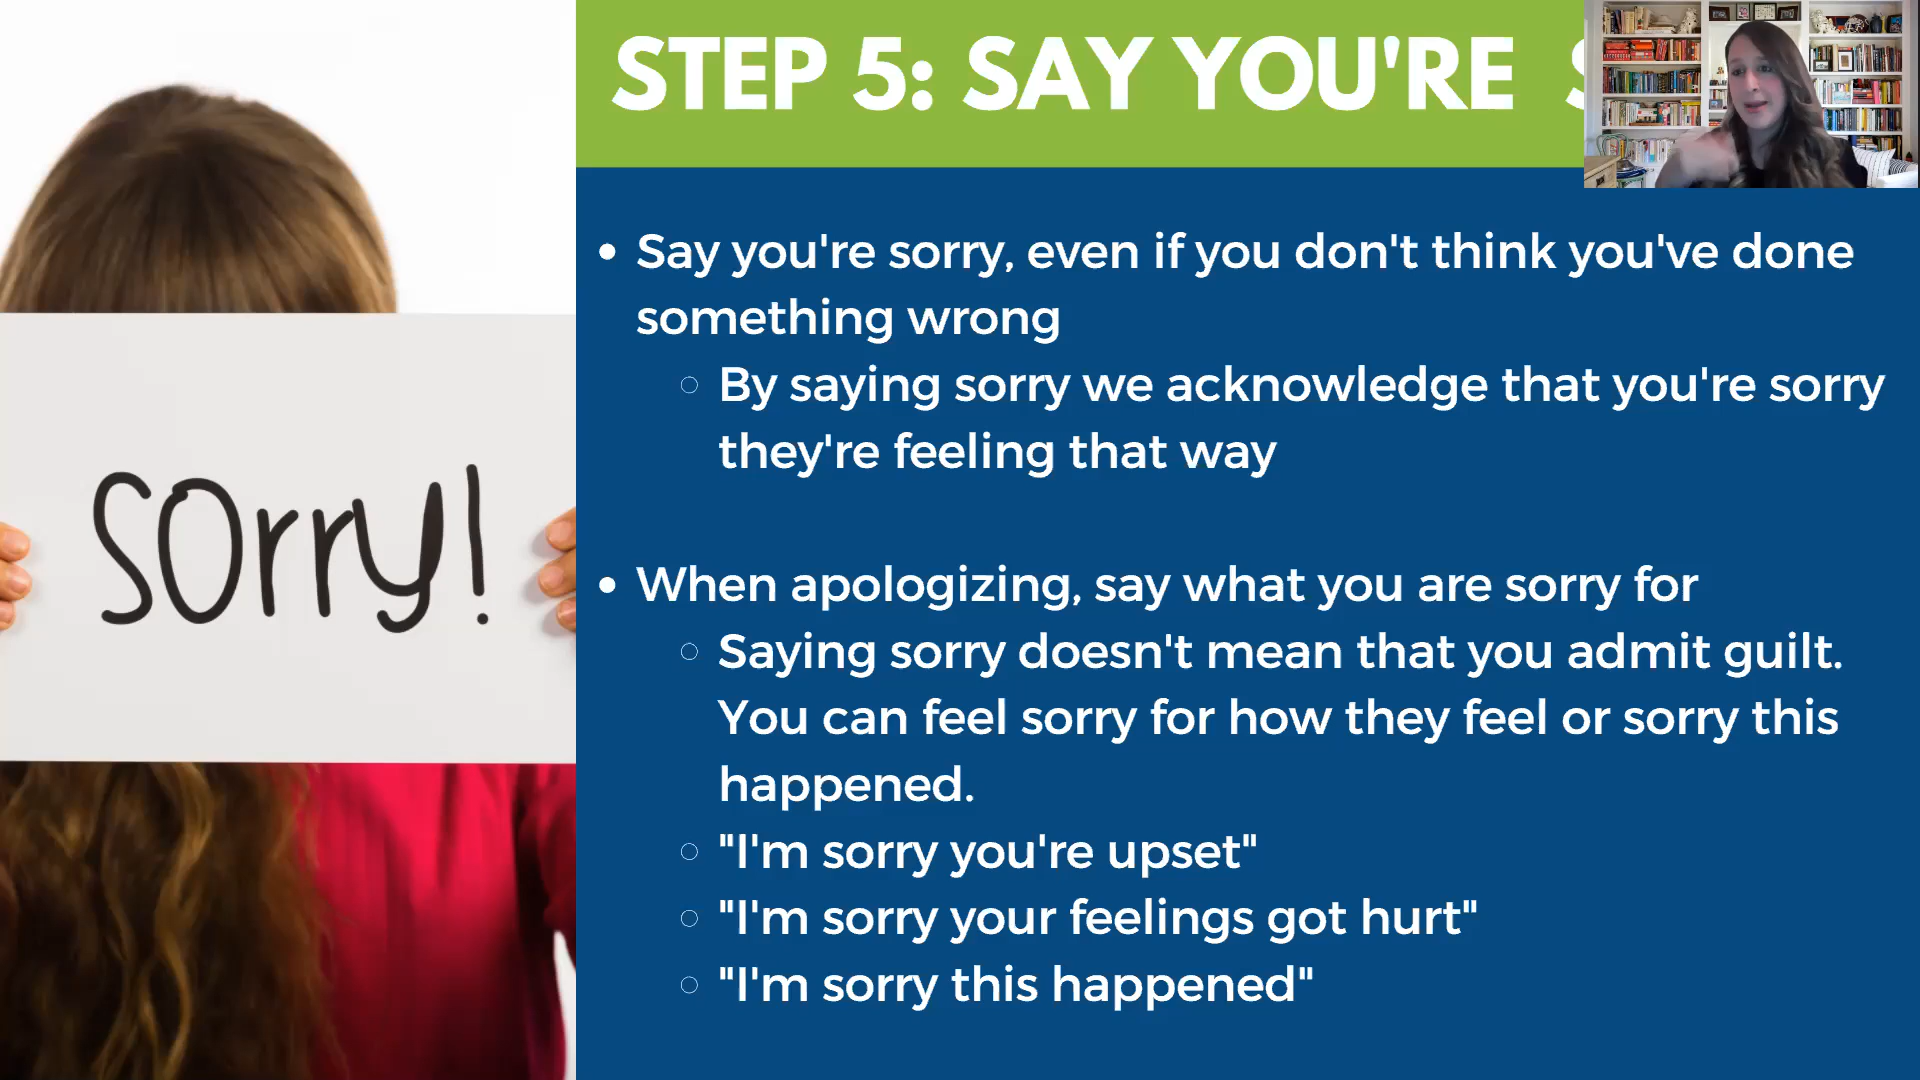 STEP 5: SAY YOU'RE
Say you're sorry, even if you don't think you've done
something wrong
By saying sorry we acknowledge that you're sorry
they're feeling that way
When apologizing, say what you are sorry for
Saying sorry doesn't mean that you admit guilt.
You can feel sorry for how they feel or sorry this
happened.
"I'm sorry you're upset"
"I'm sorry your feelings got hurt"
"I'm sorry this happened"
sorry!